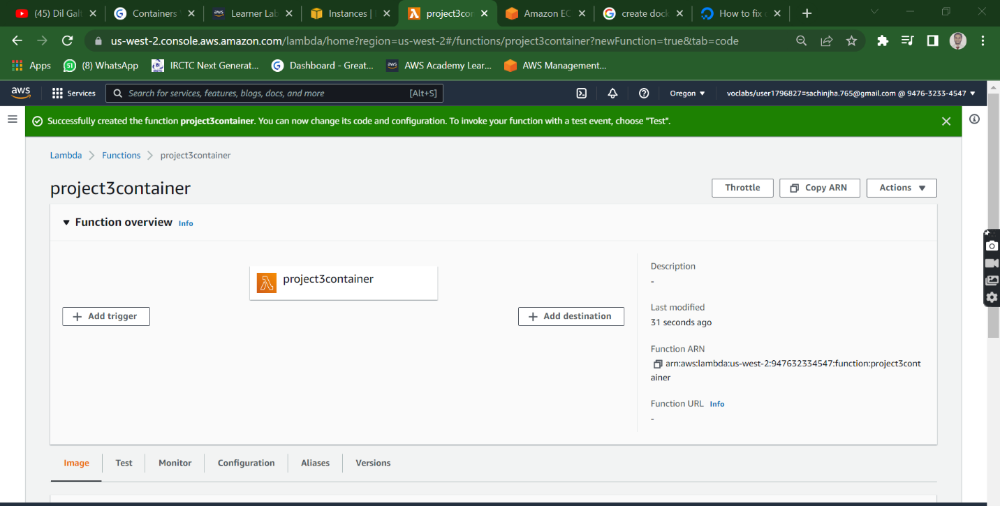 (45) Dil Galt
Containers
Learner Lab
Instances |
project3cor
Amazon EC
create dock
How to fix
us-west-2.console.aws.amazon.com/lambda/home?region=us-west-2#/functions/project3container?newFunction=true&tab=code
Apps
(8) WhatsApp
IRCTC Next Generat...
Dashboard - Great...
AWS Academy Lear...
AWS Management...
aws
Services
Search for services, features, blogs, docs, and more
[Alt+S]
Oregon
voclabs/user1796827=sachinjha.765@gmail.com @ 9476-3233-4547
Successfully created the function project3container. You can now change its code and configuration. To invoke your function with a test event, choose "Test".
Lambda
Functions
project3container
project3container
Throttle
Copy ARN
Actions
Function overview Info
project3container
Add trigger
Add destination
Description
-
Last modified
31 seconds ago
Function ARN
arn:aws:lambda:us-west-2:947632334547:function:project3cont
ainer
Function URL Info
-
Image
Test
Monitor
Configuration
Aliases
Versions